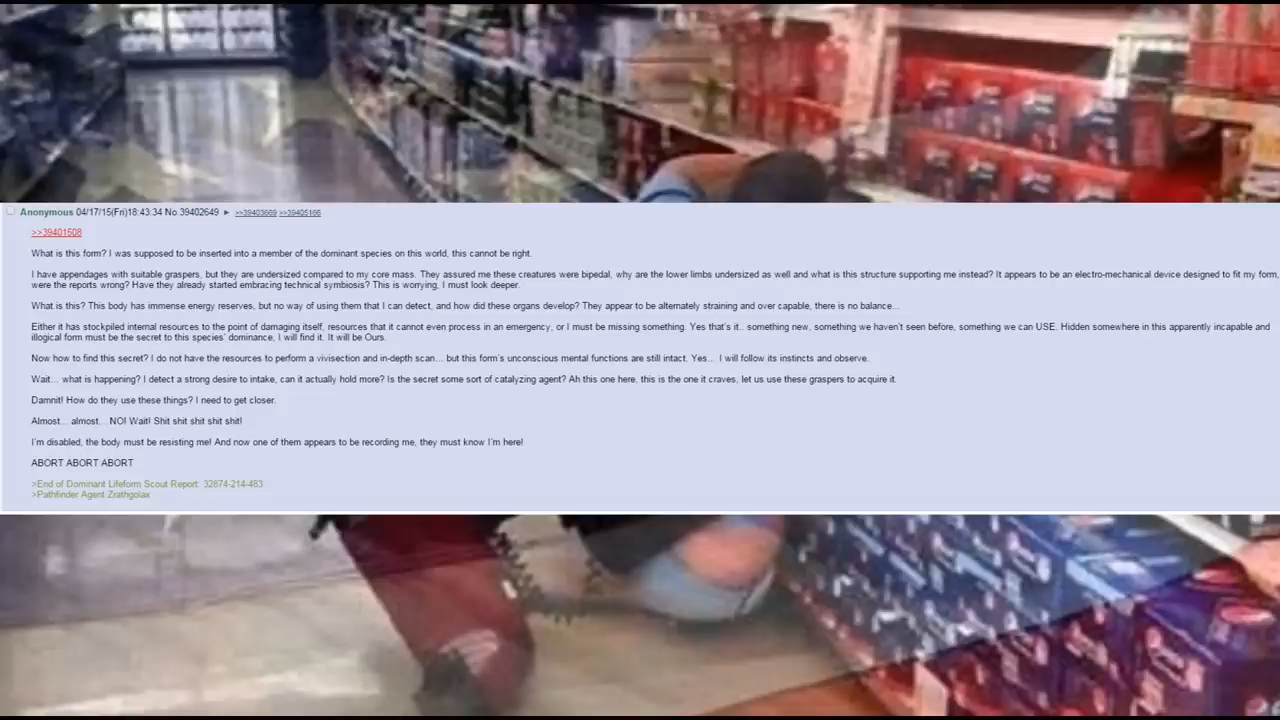 Anonymous 04/17/15(Fri)18:43:34 No.39402649 ► >>39403669 >>39405166
>>39401508
What is this form? I was supposed to be inserted into a member of the dominant species on this world, this cannot be right.
I have appendages with suitable graspers, but they are undersized compared to my core mass. They assured me these creatures were bipedal, why are the lower limbs undersized as well and what is this structure supporting me instead? It appears to be an electro-mechanical device designed to fit my form,
were the reports wrong? Have they already started embracing technical symbiosis? This is worrying, I must look deeper.
What is this? This body has immense energy reserves, but no way of using them that I can detect, and how did these organs develop? They appear to be alternately straining and over capable, there is no balance...
Either it has stockpiled internal resources to the point of damaging itself, resources that it cannot even process in an emergency, or I must be missing something. Yes that's it.. something new, something we haven't seen before, something we can USE. Hidden somewhere in this apparently incapable and
illogical form must be the secret to this species' dominance, I will find it. It will be Ours.
Now how to find this secret? I do not have the resources to perform a vivisection and in-depth scan... but this form's unconscious mental functions are still intact. Yes... I will follow its instincts and observe.
Wait... what is happening? I detect a strong desire to intake, can it actually hold more? Is the secret some sort of catalyzing agent? Ah this one here, this is the one it craves, let us use these graspers to acquire it.
Damnit! How do they use these things? I need to get closer.
Almost... almost... NO! Wait! Shit shit shit shit shit!
I'm disabled, the body must be resisting me! And now one of them appears to be recording me, they must know I'm here!
ABORT ABORT ABORT
>End of Dominant Lifeform Scout Report: 32874-214-483
>Pathfinder Agent Zrathgolax